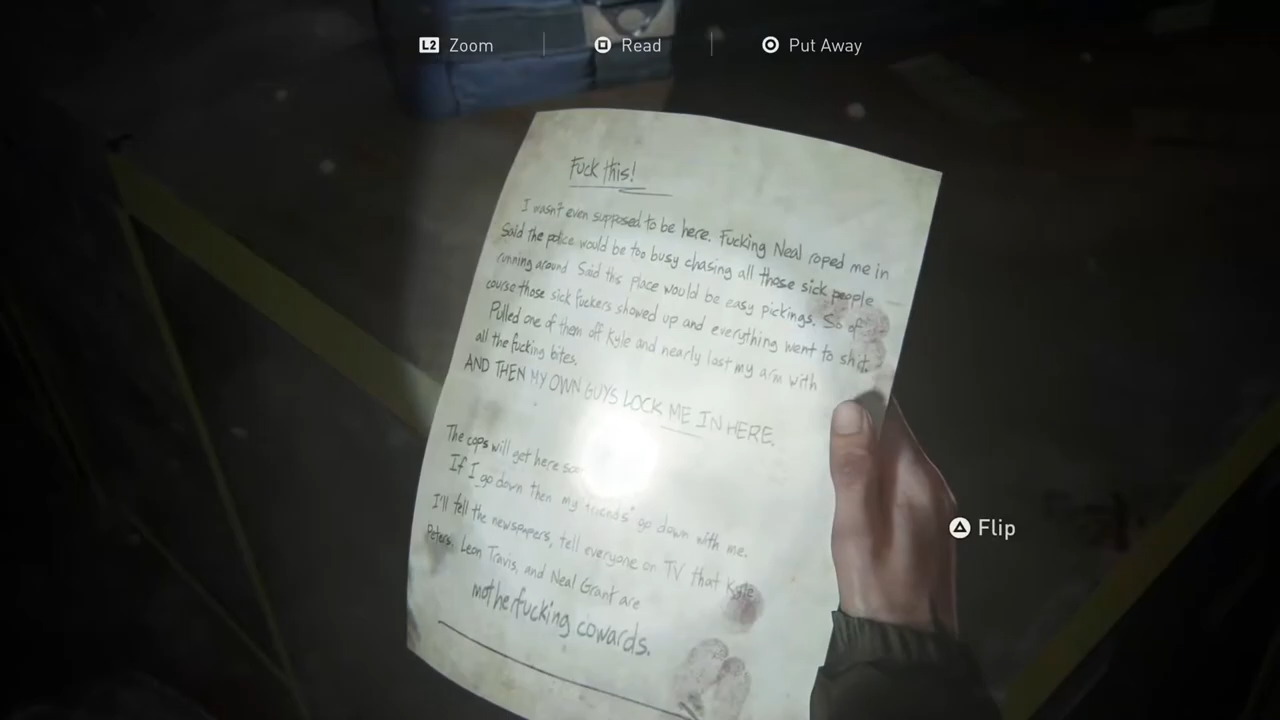 L2 Zoom
Read
Put Away
Fuck this!
I wasn't even supposed to be here. Fucking Neal roped me in
Said the police would be too busy chasing all those sick people
running around. Said this place would be easy pickings. So of
course those sick fuckers showed up and everything went to shit.
Pulled one of them off Kyle and nearly lost my arm with
all the fucking bites.
AND THEN MY OWN GUYS LOCK ME IN HERE.
The cops will get here
If I go down then my "friends" go down with me.
I'll tell the newspapers, tell everyone on TV that Kyle
Peters, Leon Travis, and Neal Grant are
motherfucking cowards.
Flip